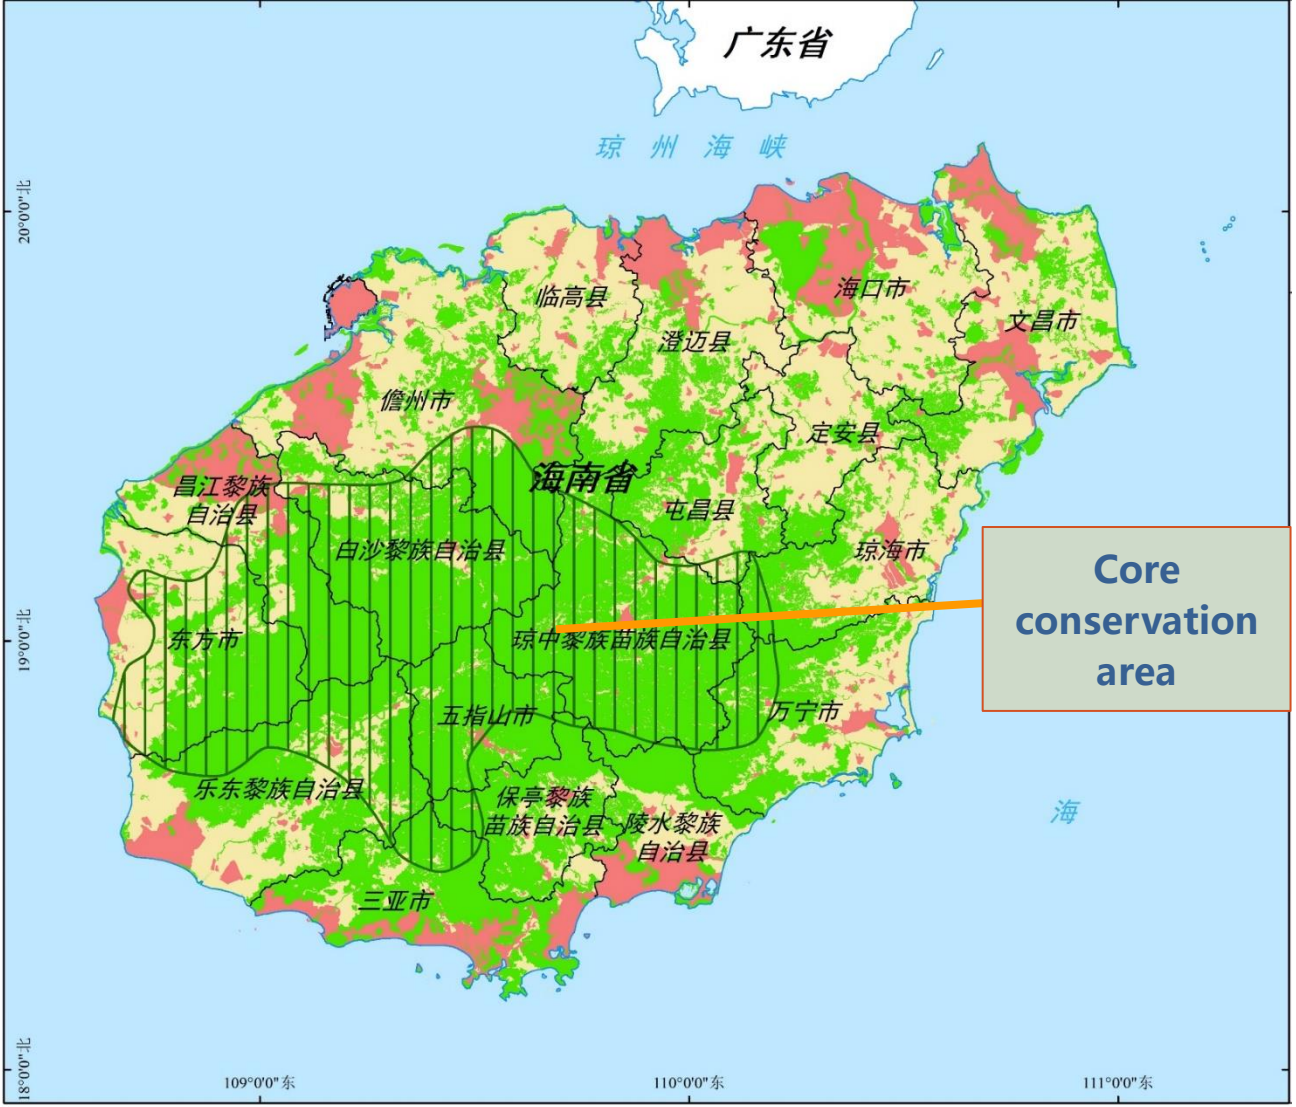 广东省
琼州海峡
20°0'0"北
海口市
临高县
文昌市
澄迈县
儋州市
定安县
海南省
昌江黎族
自治县
屯昌县
白沙黎族自治县
琼海市
Core
conservation
area
19°0'0"北
东方市
琼中黎族苗族自治县
五指山市
万宁市
乐东黎族自治县
保亭黎族
苗族自治县
陵水黎族
自治县
海
三亚市
18°0'0"北
109°0'0"东
110°0'0"东
111°0'0"东